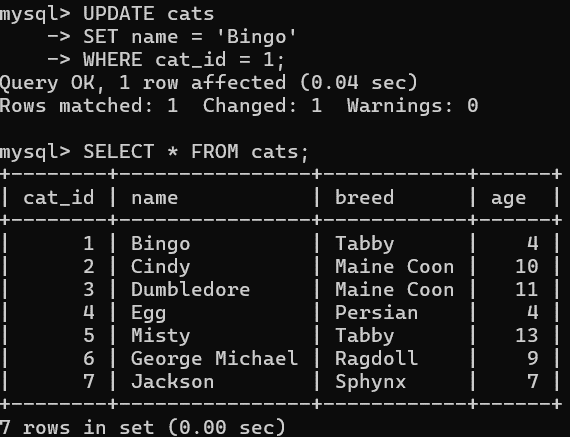 mysql> UPDATE cats
    -> SET name = 'Bingo'
    -> WHERE cat_id = 1;
Query OK, 1 row affected (0.04 sec)
Rows matched: 1  Changed: 1  Warnings: 0

mysql> SELECT * FROM cats;
+--------+----------------+------------+------+
| cat_id | name           | breed      | age  |
+--------+----------------+------------+------+
|      1 | Bingo          | Tabby      |    4 |
|      2 | Cindy          | Maine Coon |   10 |
|      3 | Dumbledore     | Maine Coon |   11 |
|      4 | Egg            | Persian    |    4 |
|      5 | Misty          | Tabby      |   13 |
|      6 | George Michael | Ragdoll    |    9 |
|      7 | Jackson        | Sphynx     |    7 |
+--------+----------------+------------+------+
7 rows in set (0.00 sec)